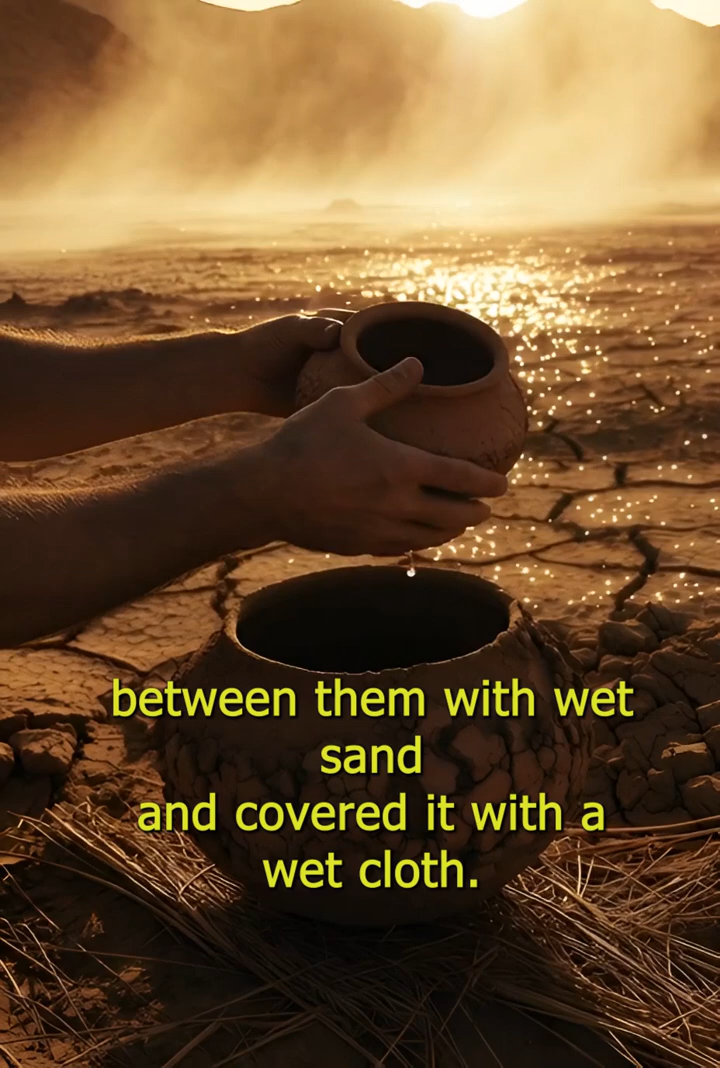 between them with wet
sand
and covered it with a
wet cloth.